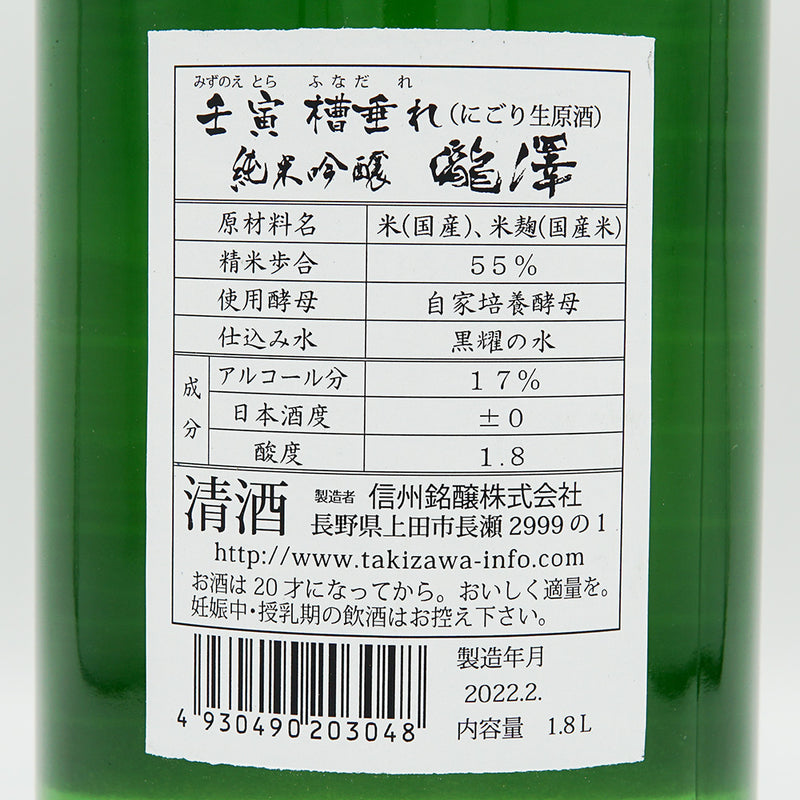 みずのえ とら ふなだれ
壬寅 槽垂れ(にごり生原酒)
純米吟醸 瀧澤
原材料名 米(国産)、米麹(国産米)
精米歩合 55%
使用酵母 自家培養酵母
仕込み水 黒耀の水
成分
アルコール分 17%
日本酒度 ±0
酸度 1.8
清酒 製造者 信州銘醸株式会社
長野県上田市長瀬2999の1
http://www.takizawa-info.com
お酒は20才になってから。おいしく適量を。
妊娠中・授乳期の飲酒はお控え下さい。
4 930490 203048
製造年月
2022.2.
内容量 1.8L